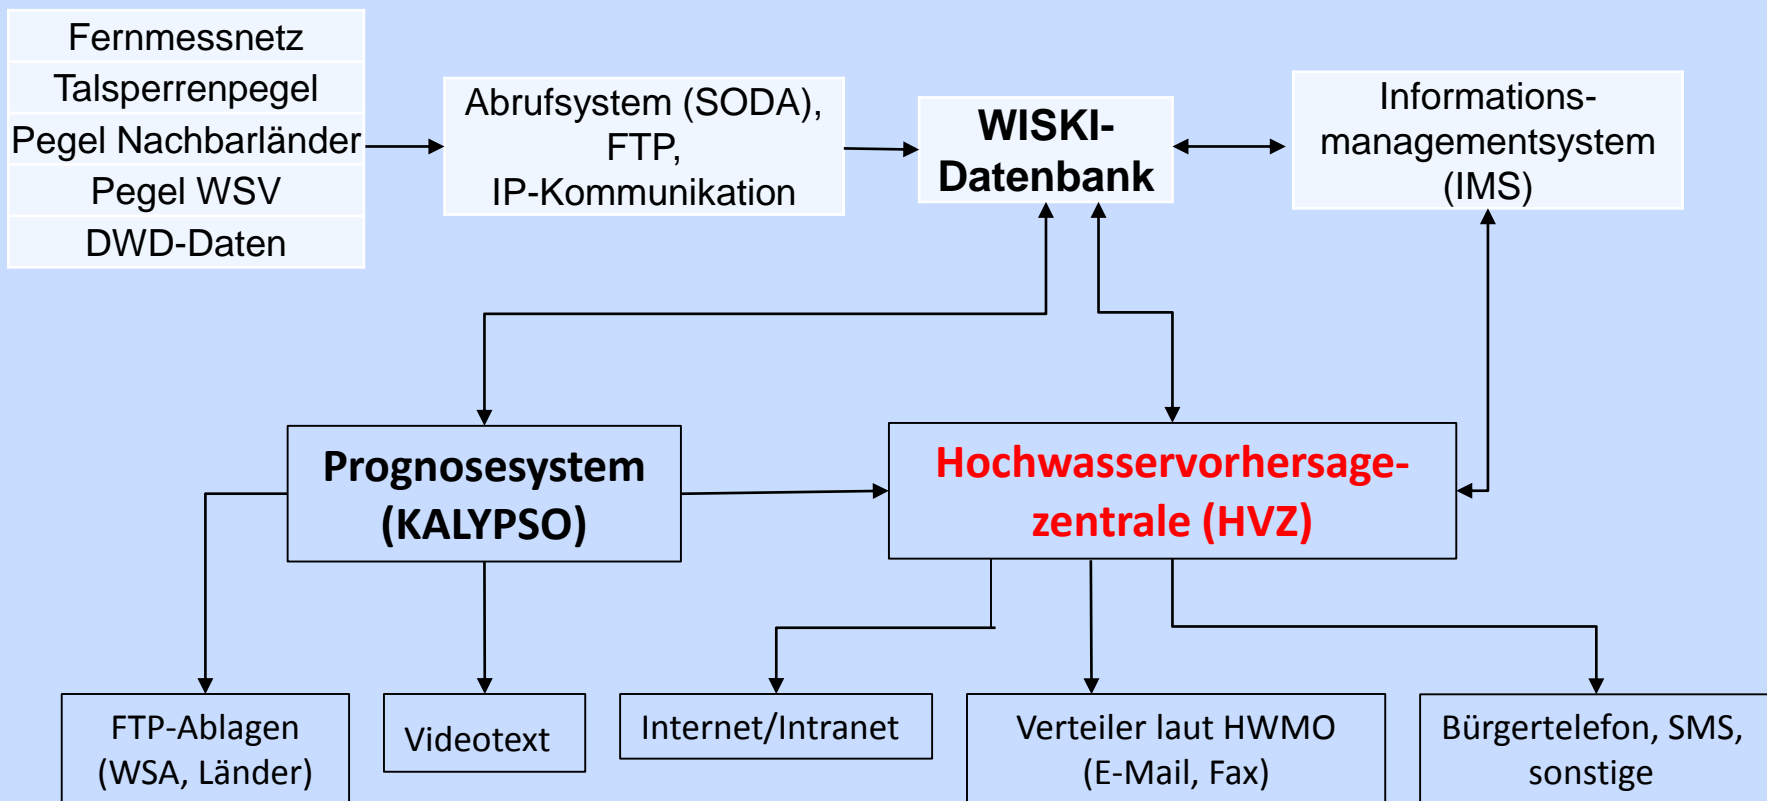 Fernmessnetz
Talsperrenpegel
Pegel Nachbarländer
Pegel WSV
DWD-Daten
Abrufsystem (SODA),
FTP,
IP-Kommunikation
WISKI-
Datenbank
Informations-
managementsystem
(IMS)
Prognosesystem
(KALYPSO)
Hochwasservorhersage-
zentrale (HVZ)
FTP-Ablagen
(WSA, Länder)
Videotext
Internet/Intranet
Verteiler laut HWMO
(E-Mail, Fax)
Bürgertelefon, SMS,
sonstige